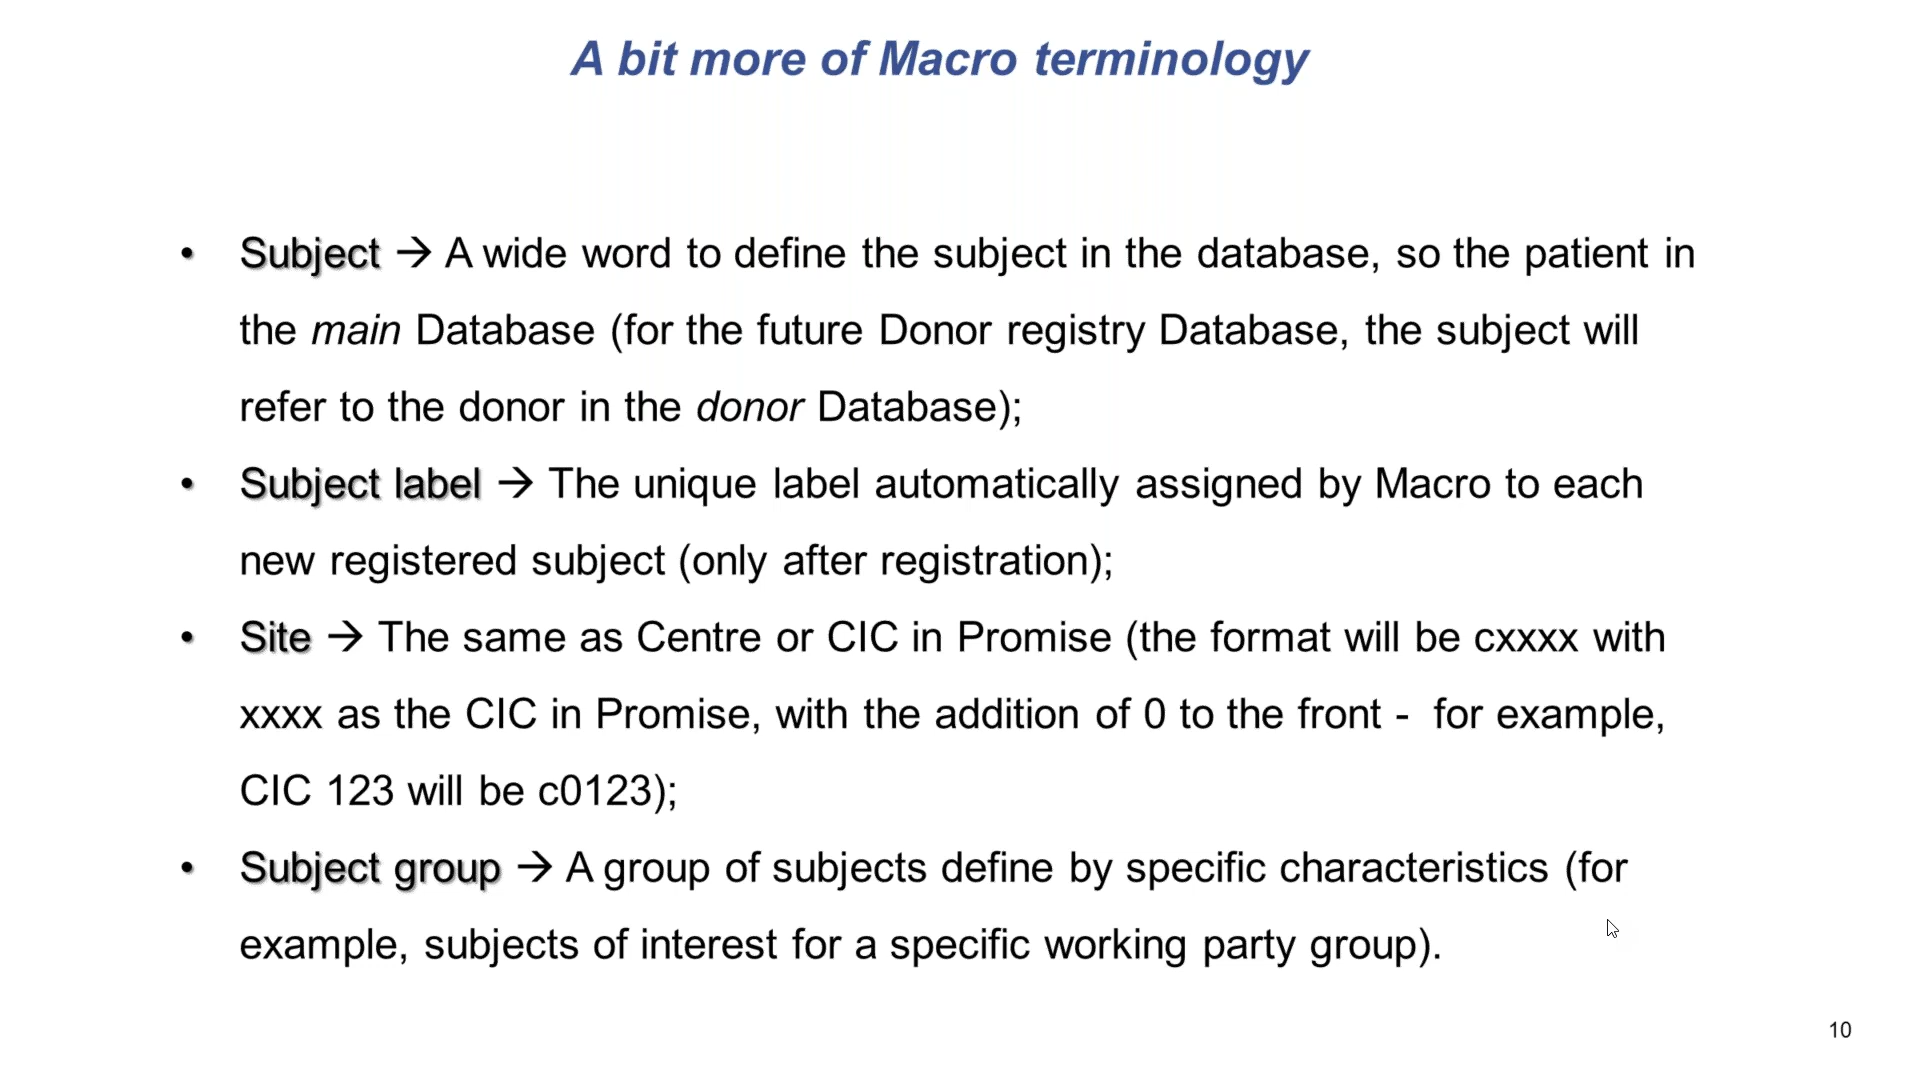 A bit more of Macro terminology
• Subject → A wide word to define the subject in the database, so the patient in
the main Database (for the future Donor registry Database, the subject will
refer to the donor in the donor Database);
• Subject label → The unique label automatically assigned by Macro to each
new registered subject (only after registration);
• Site → The same as Centre or CIC in Promise (the format will be cxxxx with
xxxx as the CIC in Promise, with the addition of 0 to the front - for example,
CIC 123 will be c0123);
• Subject group → A group of subjects define by specific characteristics (for
example, subjects of interest for a specific working party group).
10